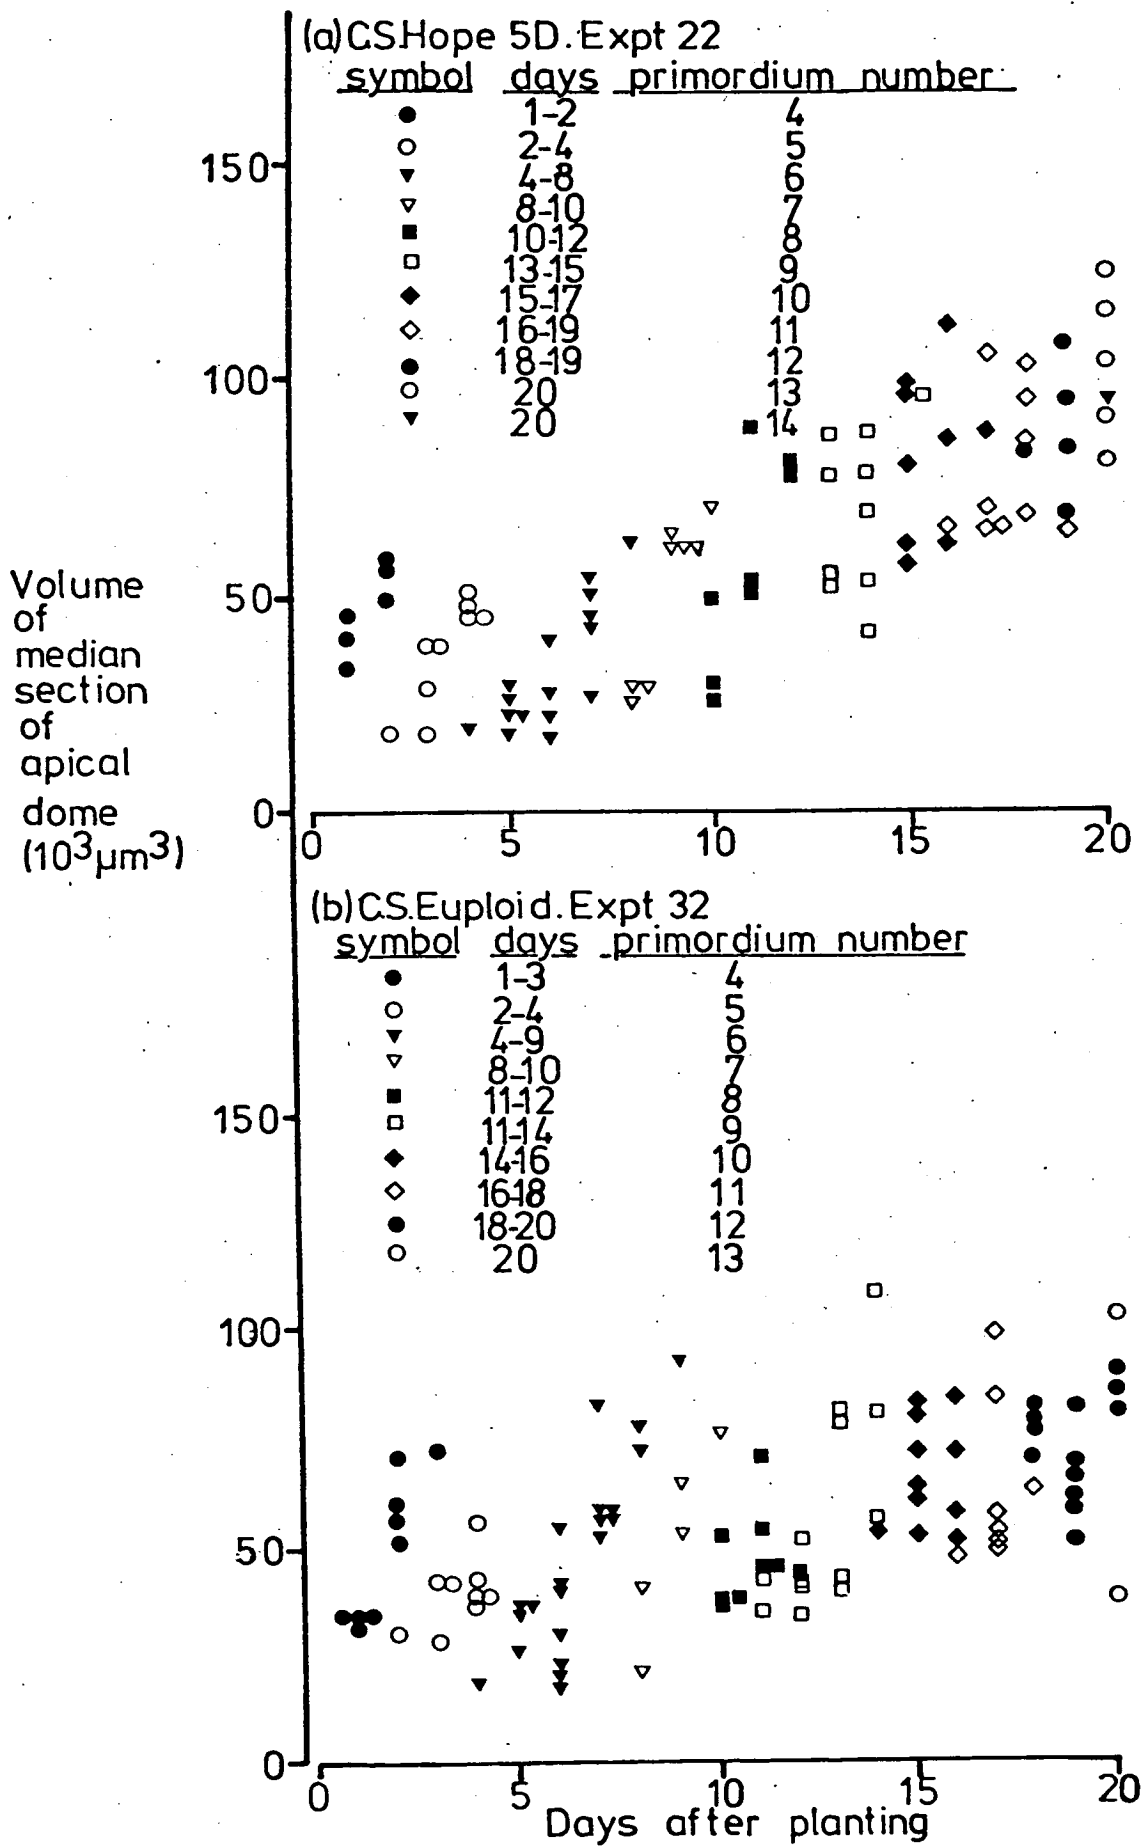 (a) C.S.Hope 5D. Expt 22
symbol days primordium number
1-2 4
2-4 5
4-8 6
8-10 7
10-12 8
13-15 9
15-17 10
16-19 11
18-19 12
20 13
20 14
150
100
50
0
Volume
of
median
section
of
apical
dome
(10³μm³)
0 5 10 15 20
(b) C.S.Euploid. Expt 32
symbol days primordium number
1-3 4
2-4 5
4-9 6
8-10 7
11-12 8
11-14 9
14-16 10
16-18 11
18-20 12
20 13
150
100
50
0
0 5 10 15 20
Days after planting